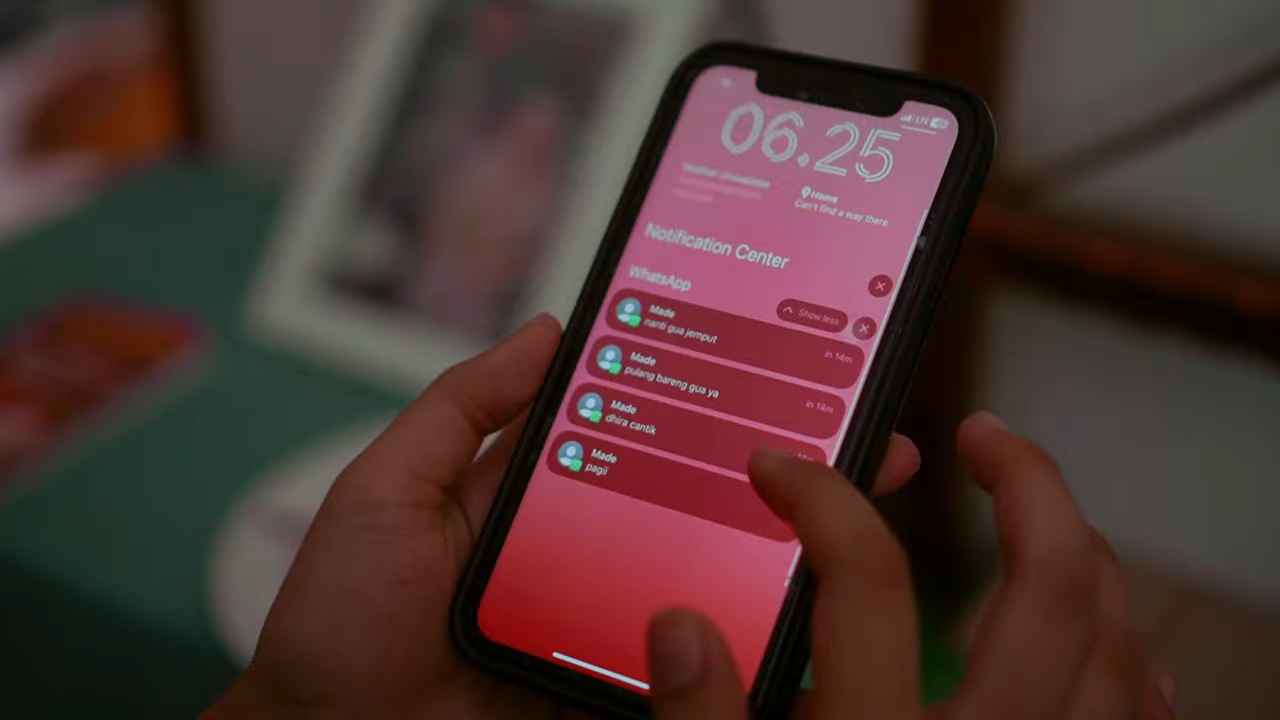 LTE
06.25
Home
Can't find a way there
Notification Center
WhatsApp
Show less
Made
nanti gua jemput
in 14m
Made
pulang bareng gua ya
in 14m
Made
dhira cantik
Made
pagii